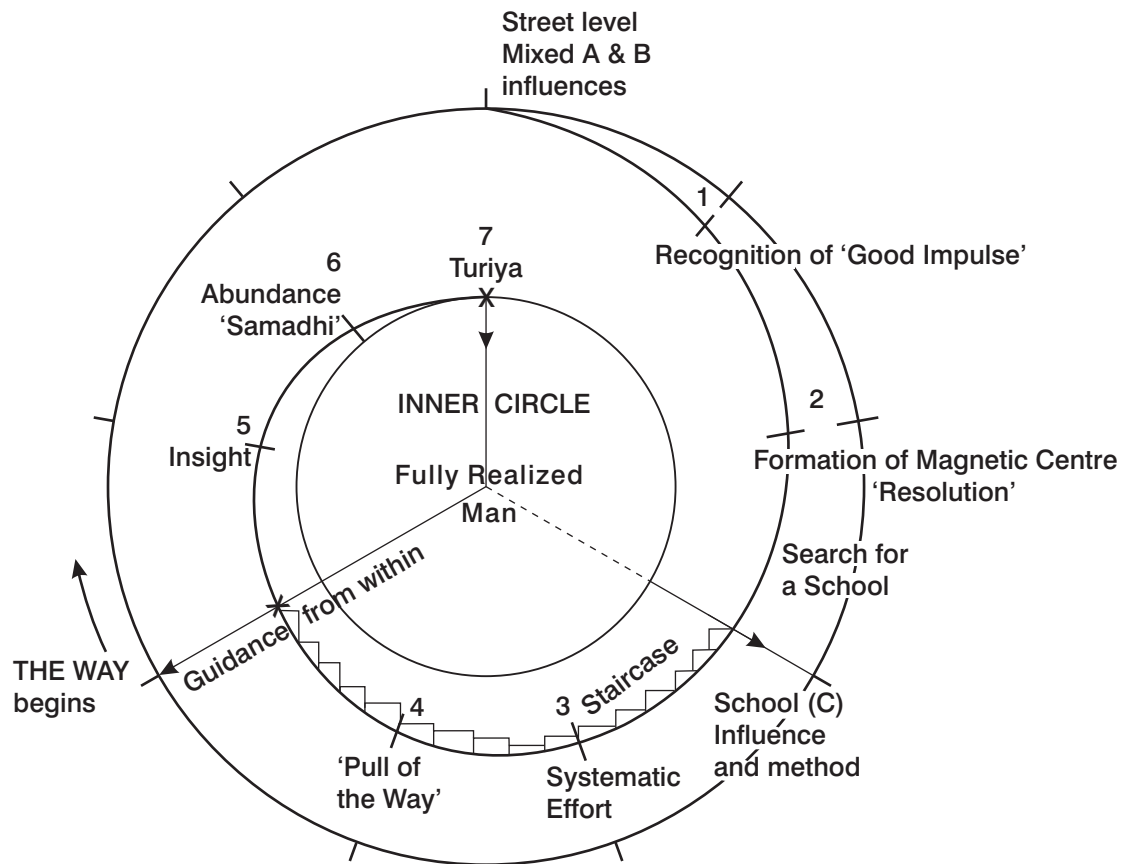 Street level
Mixed A & B
influences
1
Recognition of ‘Good Impulse’
7
Turiya
X
6
Abundance
‘Samadhi’
INNER CIRCLE
2
Formation of Magnetic Centre
‘Resolution’
5
Insight
Fully Realized
Man
Search for
a School
Guidance from within
THE WAY
begins
Staircase
School (C)
Influence
and method
4
‘Pull of
the Way’
3
Systematic
Effort